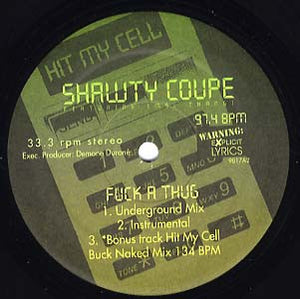 HIT MY CELL
SHAWTY COUPE
97.4 BPM
33.3 rpm stereo
WARNING:
EXPLICIT
LYRICS
Exec. Producer: Demone
FUCK A THUG
1. Underground Mix
2. Instrumental
3. *Bonus track Hit My Cell
Buck Naked Mix 134 BPM